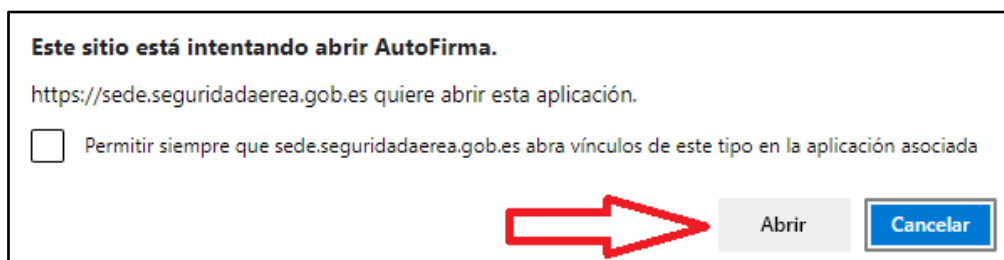 Este sitio está intentando abrir AutoFirma.
https://sede.seguridadaerea.gob.es quiere abrir esta aplicación.
Permitir siempre que sede.seguridadaerea.gob.es abra vínculos de este tipo en la aplicación asociada
Abrir Cancelar